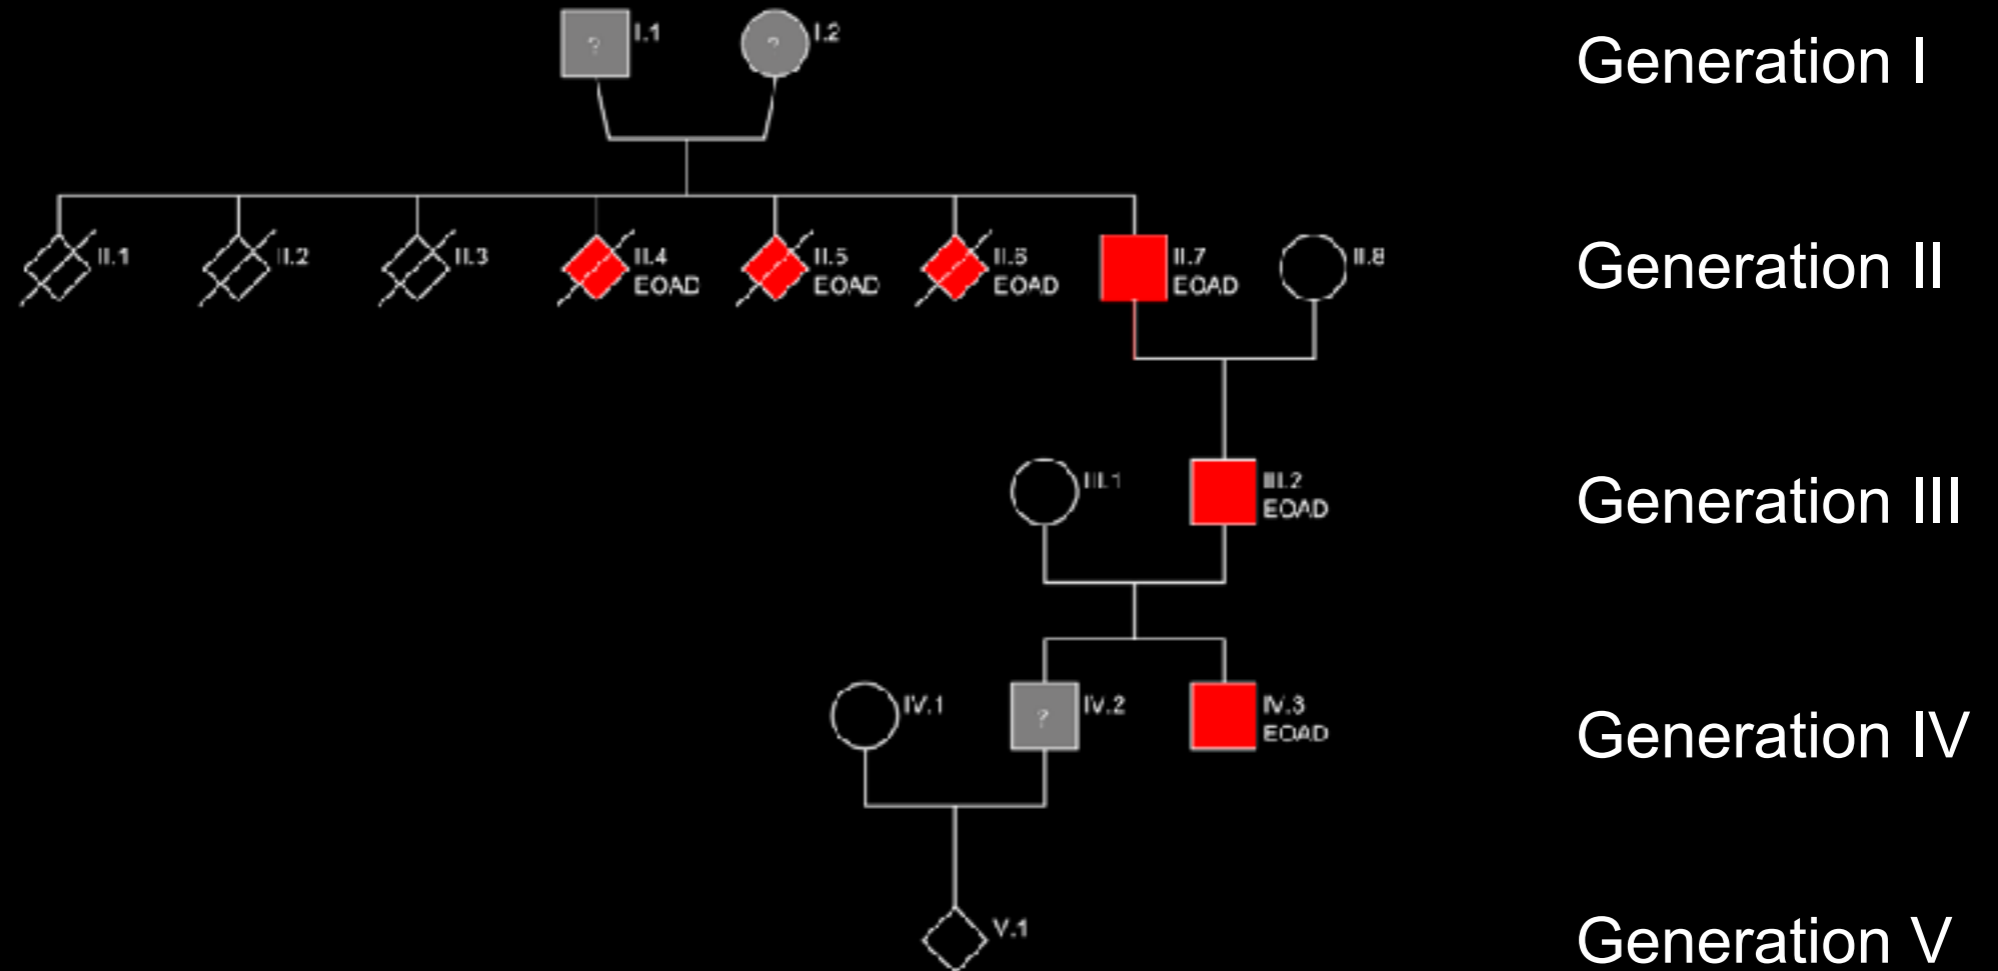 ? I.1
? I.2
Generation I
II.1
II.2
II.3
II.4
EOAD
II.5
EOAD
II.6
EOAD
II.7
EOAD
II.8
Generation II
III.1
III.2
EOAD
Generation III
IV.1
? IV.2
IV.3
EOAD
Generation IV
V.1
Generation V